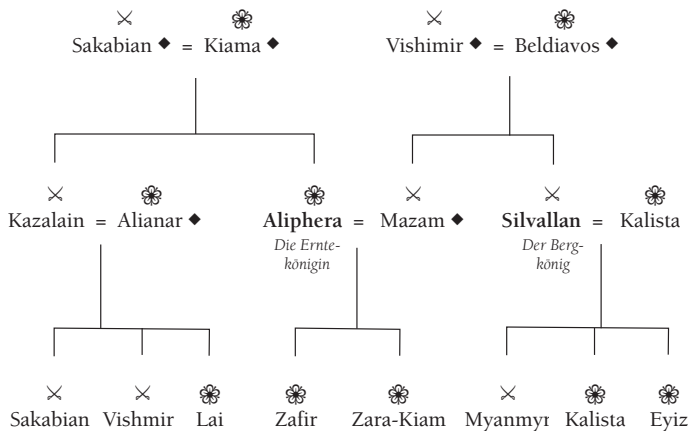 Sakabian ◆ = Kiama ◆ Vishimir ◆ = Beldiavos ◆
Kazalain = Alianar ◆ Aliphera = Mazam ◆ Silvallan = Kalista
Die Ernte-
königin
Der Berg-
könig
Sakabian Vishmir Lai Zafir Zara-Kiam Myanmyr Kalista Eyiz